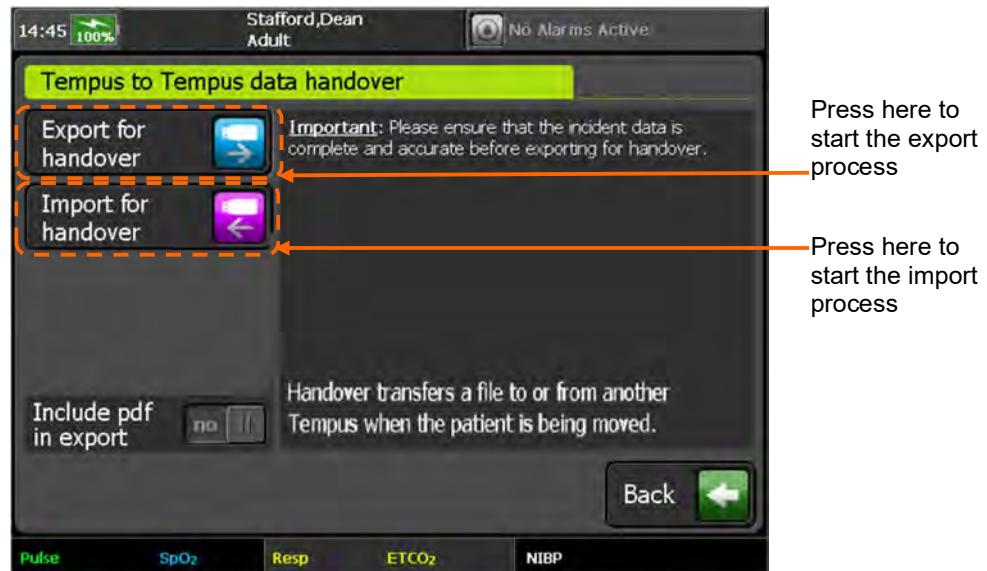 14:45 100% Stafford,Dean
Adult
No Alarms Active
Tempus to Tempus data handover
Export for
handover
Important: Please ensure that the incident data is
complete and accurate before exporting for handover.
Import for
handover
Include pdf
in export
no
Handover transfers a file to or from another
Tempus when the patient is being moved.
Back
Pulse SpO₂ Resp ETCO₂ NIBP
Press here to
start the export
process
Press here to
start the import
process